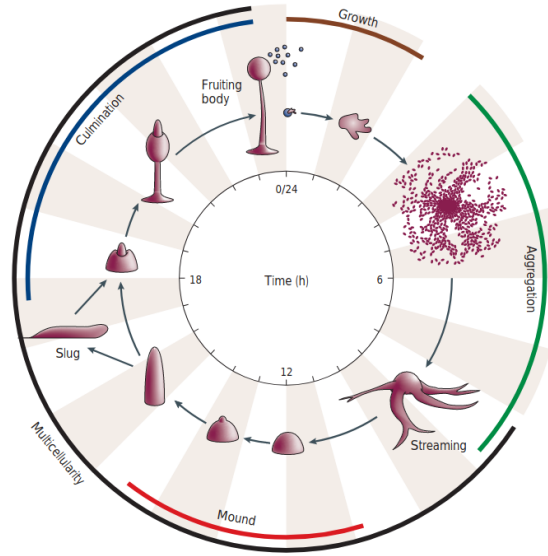 Growth
Fruiting
body
Culmination
0/24
Aggregation
18
Time (h)
6
Slug
12
Streaming
Multicellularity
Mound